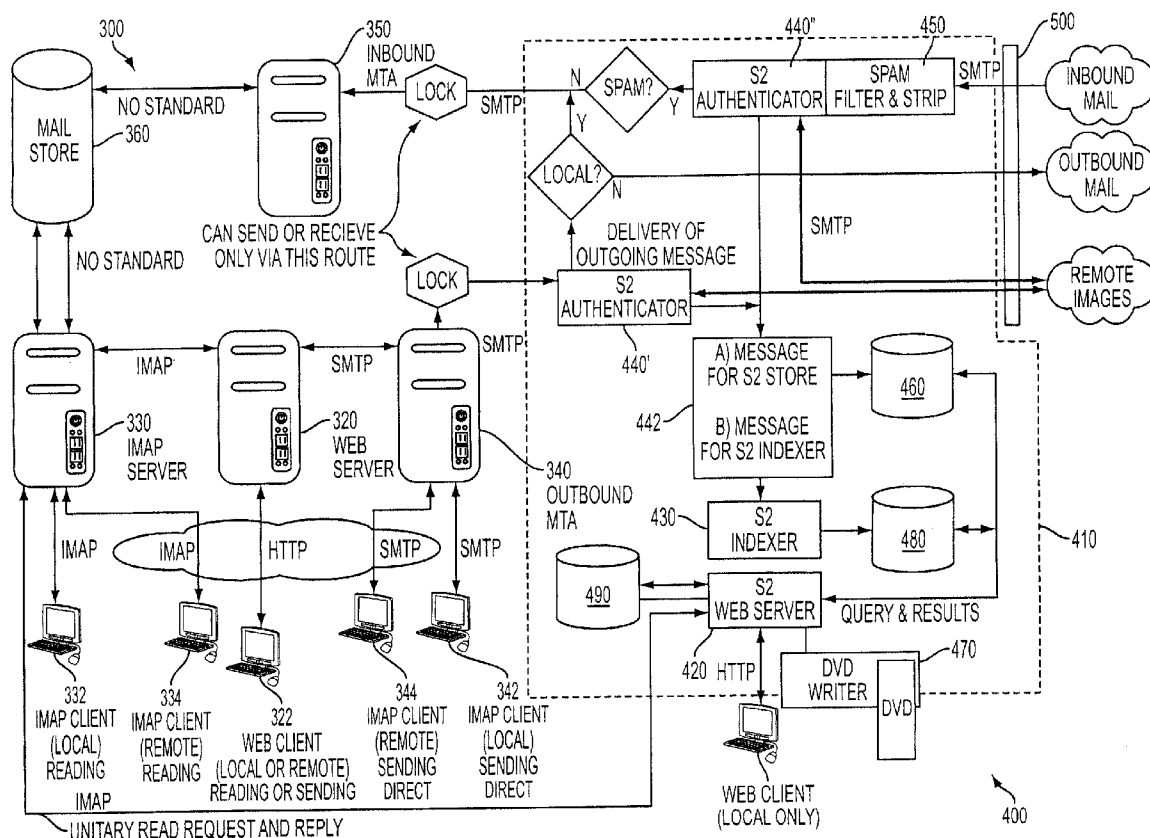 300
MAIL
STORE
360
NO STANDARD
350
INBOUND
MTA
LOCK
SMTP
N
SPAM?
Y
440"
S2
AUTHENTICATOR
450
SPAM
FILTER & STRIP
SMTP
500
INBOUND
MAIL
Y
LOCAL?
N
OUTBOUND
MAIL
NO STANDARD
CAN SEND OR RECIEVE
ONLY VIA THIS ROUTE
DELIVERY OF
OUTGOING MESSAGE
SMTP
LOCK
S2
AUTHENTICATOR
440'
REMOTE
IMAGES
IMAP
SMTP
SMTP
330
IMAP
SERVER
320
WEB
SERVER
340
OUTBOUND
MTA
442
A) MESSAGE
FOR S2 STORE
B) MESSAGE
FOR S2 INDEXER
460
430
S2
INDEXER
480
410
IMAP
IMAP
HTTP
SMTP
SMTP
490
S2
WEB SERVER
QUERY & RESULTS
420
HTTP
470
DVD
WRITER
DVD
332
IMAP CLIENT
(LOCAL)
READING
334
IMAP CLIENT
(REMOTE)
READING
322
WEB CLIENT
(LOCAL OR REMOTE)
READING OR SENDING
344
IMAP CLIENT
(REMOTE)
SENDING
DIRECT
342
IMAP CLIENT
(LOCAL)
SENDING
DIRECT
WEB CLIENT
(LOCAL ONLY)
400
IMAP
UNITARY READ REQUEST AND REPLY